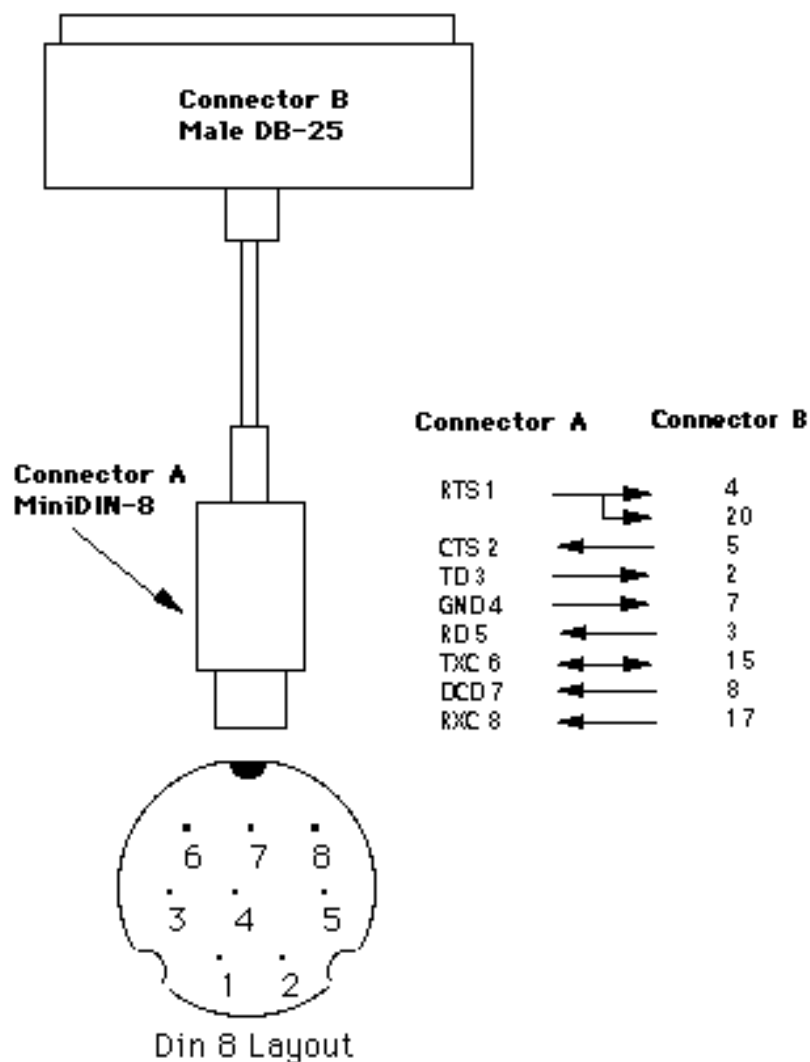 Connector B
Male DB-25
Connector A Connector B
Connector A
MiniDIN-8
RTS 1 4
20
CTS 2 5
TD 3 2
GND 4 7
RD 5 3
TXC 6 15
DCD 7 8
RXC 8 17
6 7 8
3 4 5
1 2
Din 8 Layout